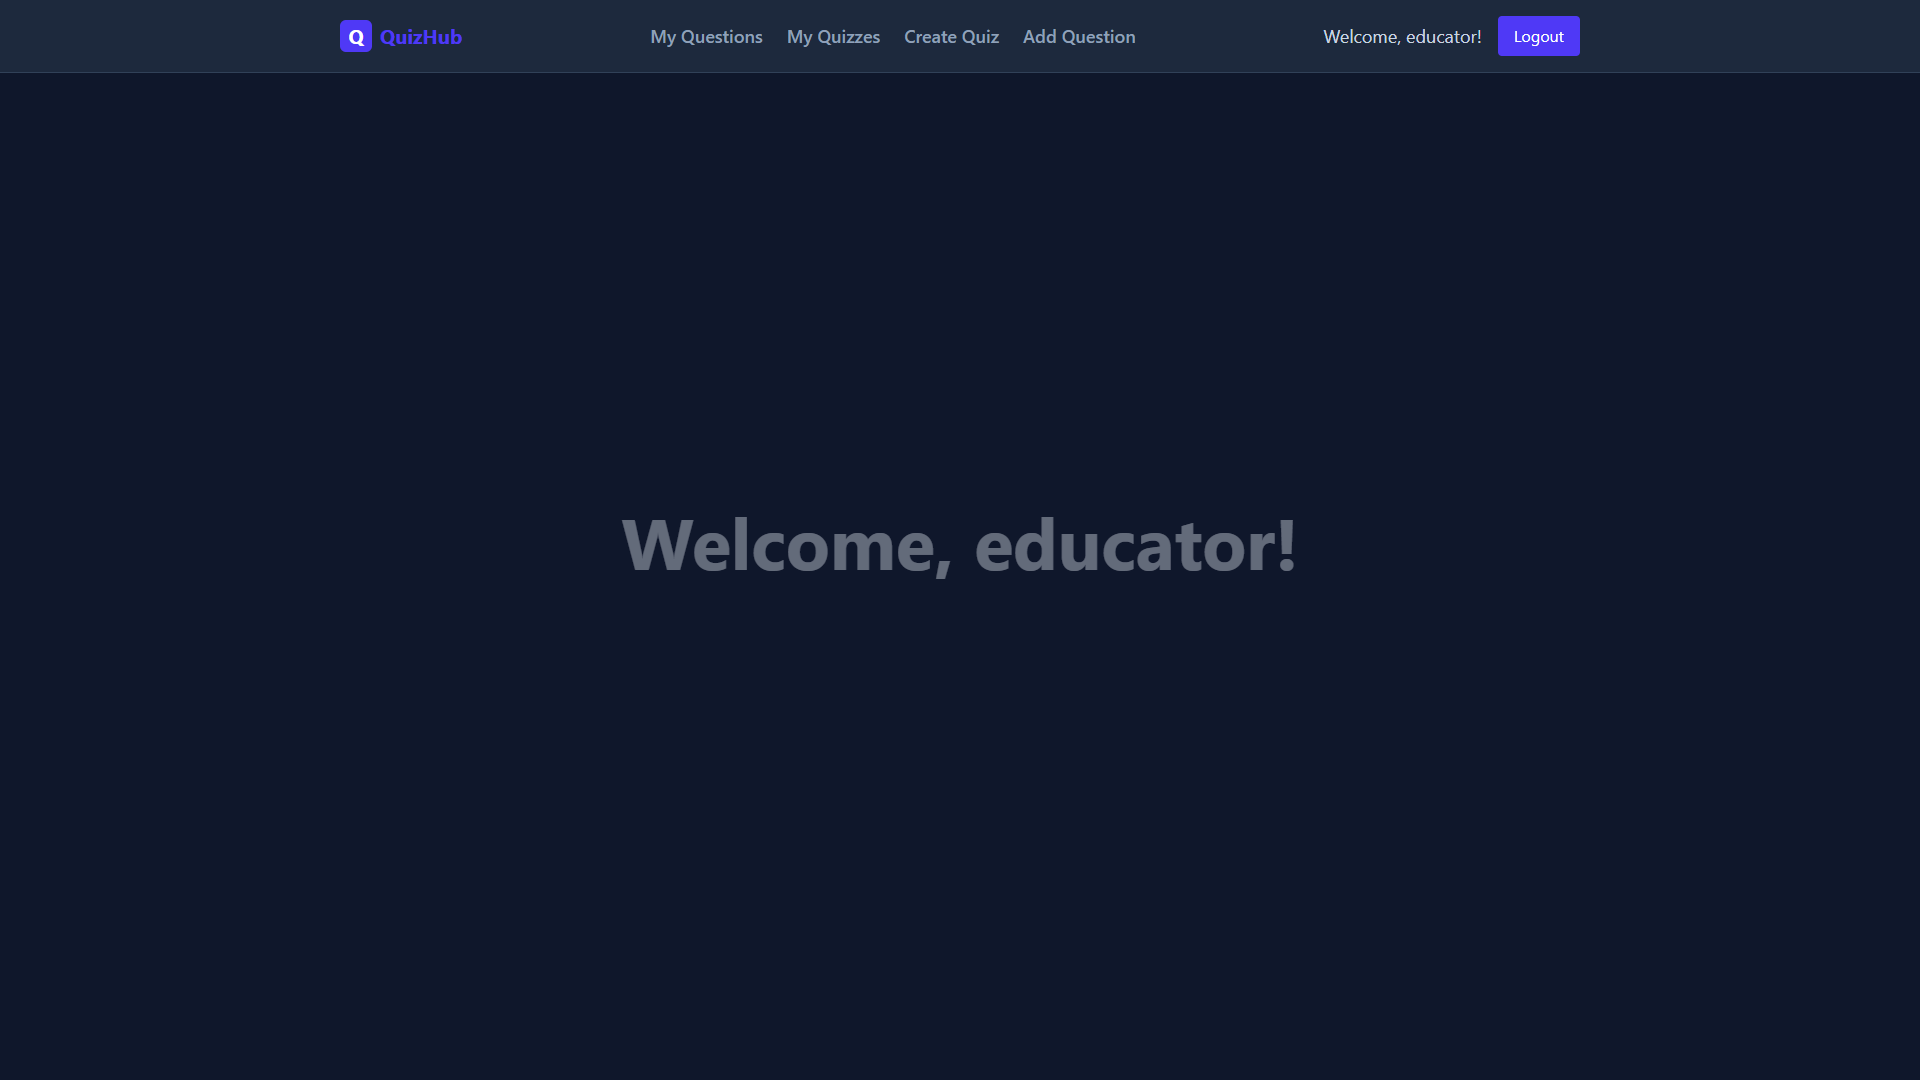 Q QuizHub
My Questions My Quizzes Create Quiz Add Question
Welcome, educator! Logout
Welcome, educator!